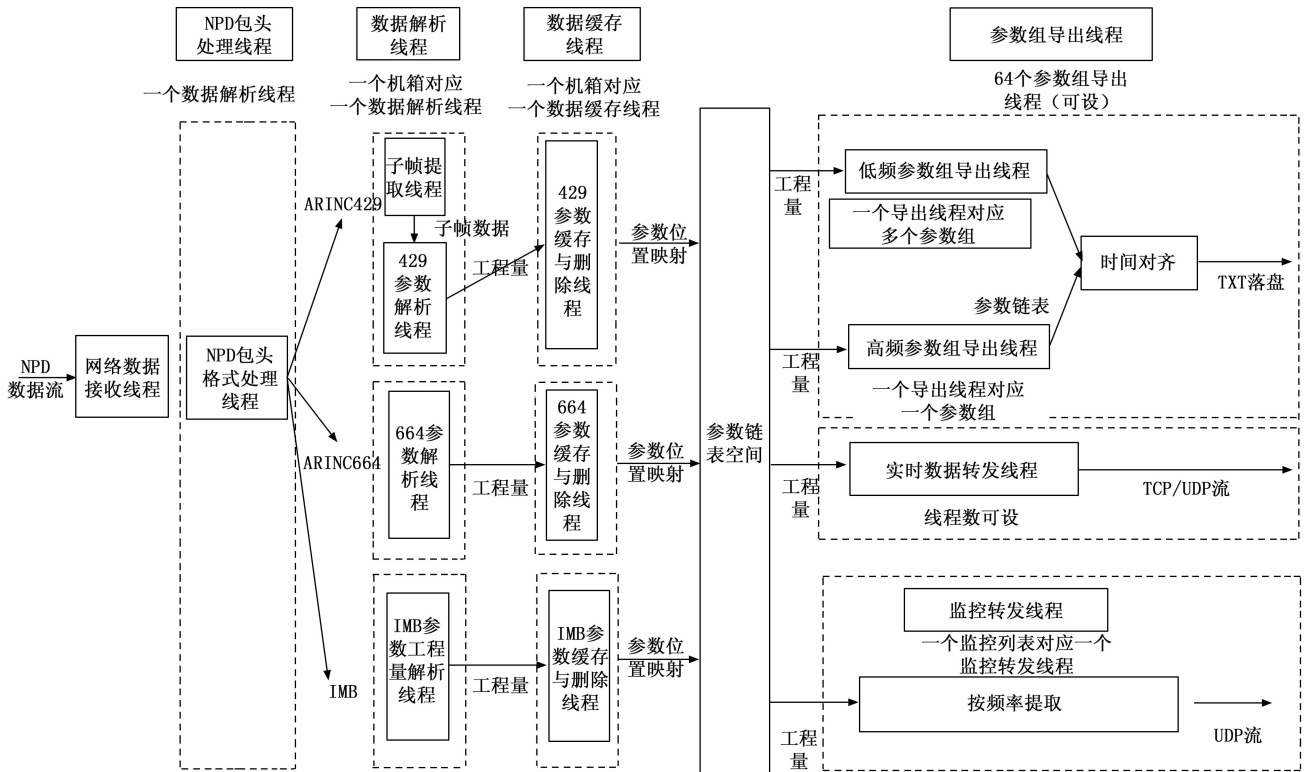 NPD包头
处理线程
数据解析
线程
数据缓存
线程
参数组导出线程
一个数据解析线程
一个机箱对应
一个数据解析线程
一个机箱对应
一个数据缓存线程
64个参数组导出
线程（可设）
NPD
数据流
网络数据
接收线程
NPD包头
格式处理
线程
ARINC429
ARINC664
IMB
子帧提
取线程
子帧数据
429
参数
解析
线程
工程量
429
参数
缓存
与删
除线
程
参数位
置映射
664参
数解
析线
程
工程量
664
参数
缓存
与删
除线
程
参数位
置映射
IMB参
数工程
量解析
线程
工程量
IMB参
数缓存
与删除
线程
参数位
置映射
参数链
表空间
工程
量
低频参数组导出线程
一个导出线程对应
多个参数组
时间对齐
TXT落盘
参数链表
工程
量
高频参数组导出线程
一个导出线程对应
一个参数组
工程
量
实时数据转发线程
TCP/UDP流
线程数可设
监控转发线程
一个监控列表对应一个
监控转发线程
工程
量
按频率提取
UDP流